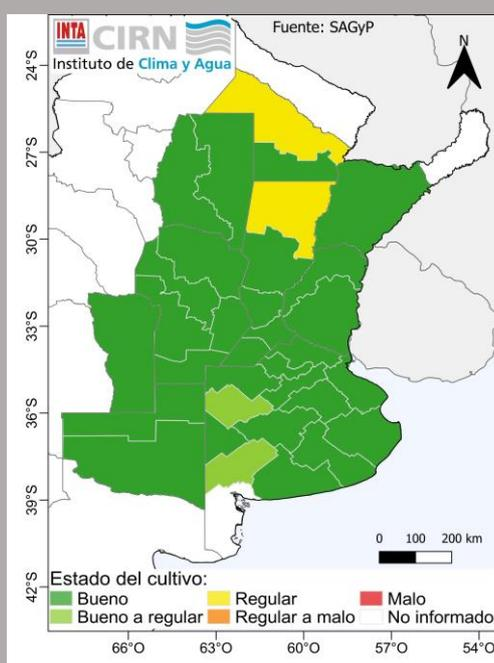 INTA CIRN
Instituto de Clima y Agua
Fuente: SAGyP
N
24°S
27°S
30°S
33°S
36°S
39°S
42°S
0 100 200 km
Estado del cultivo:
Bueno Regular Malo
Bueno a regular Regular a malo No informado
66°O 63°O 60°O 57°O 54°O